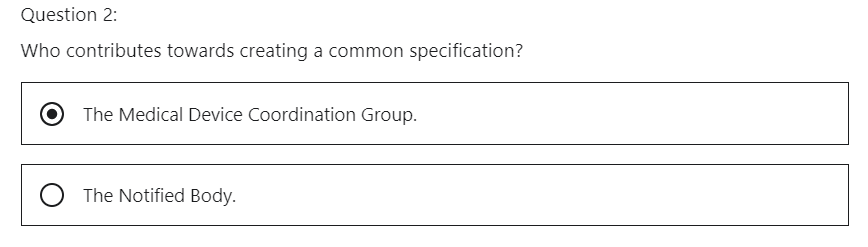 Question 2:
Who contributes towards creating a common specification?
The Medical Device Coordination Group.
The Notified Body.